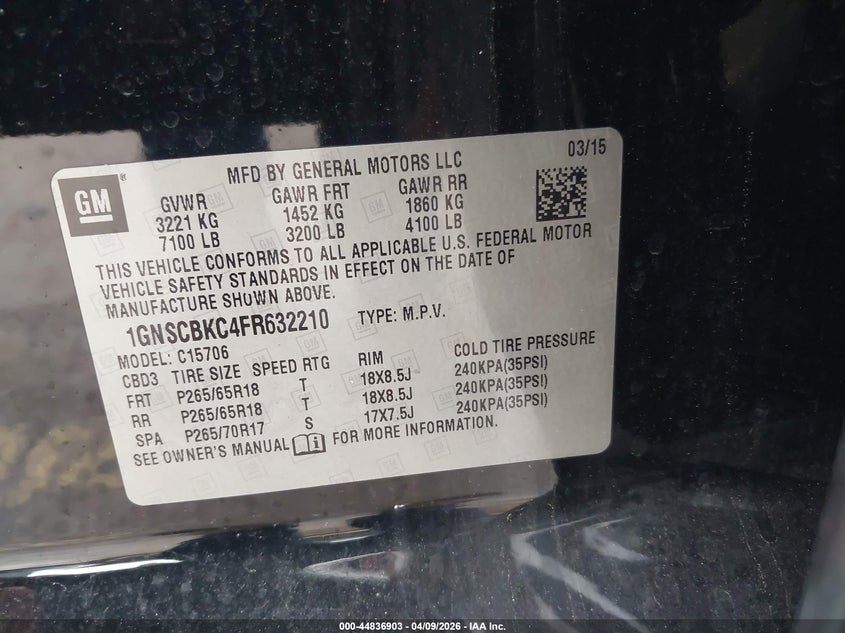 MFD BY GENERAL MOTORS LLC 03/15
GM®
GVWR GAWR FRT GAWR RR
3221 KG 1452 KG 1860 KG
7100 LB 3200 LB 4100 LB
THIS VEHICLE CONFORMS TO ALL APPLICABLE U.S. FEDERAL MOTOR
VEHICLE SAFETY STANDARDS IN EFFECT ON THE DATE OF
MANUFACTURE SHOWN ABOVE.
1GNSCBKC4FR632210 TYPE: M.P.V.
MODEL: C15706
CBD3 TIRE SIZE SPEED RTG RIM COLD TIRE PRESSURE
FRT P265/65R18 T 18X8.5J 240KPA(35PSI)
RR P265/65R18 T 18X8.5J 240KPA(35PSI)
SPA P265/70R17 S 17X7.5J 240KPA(35PSI)
SEE OWNER'S MANUAL i FOR MORE INFORMATION.
000-44836903 - 04/09/2026 - IAA Inc.